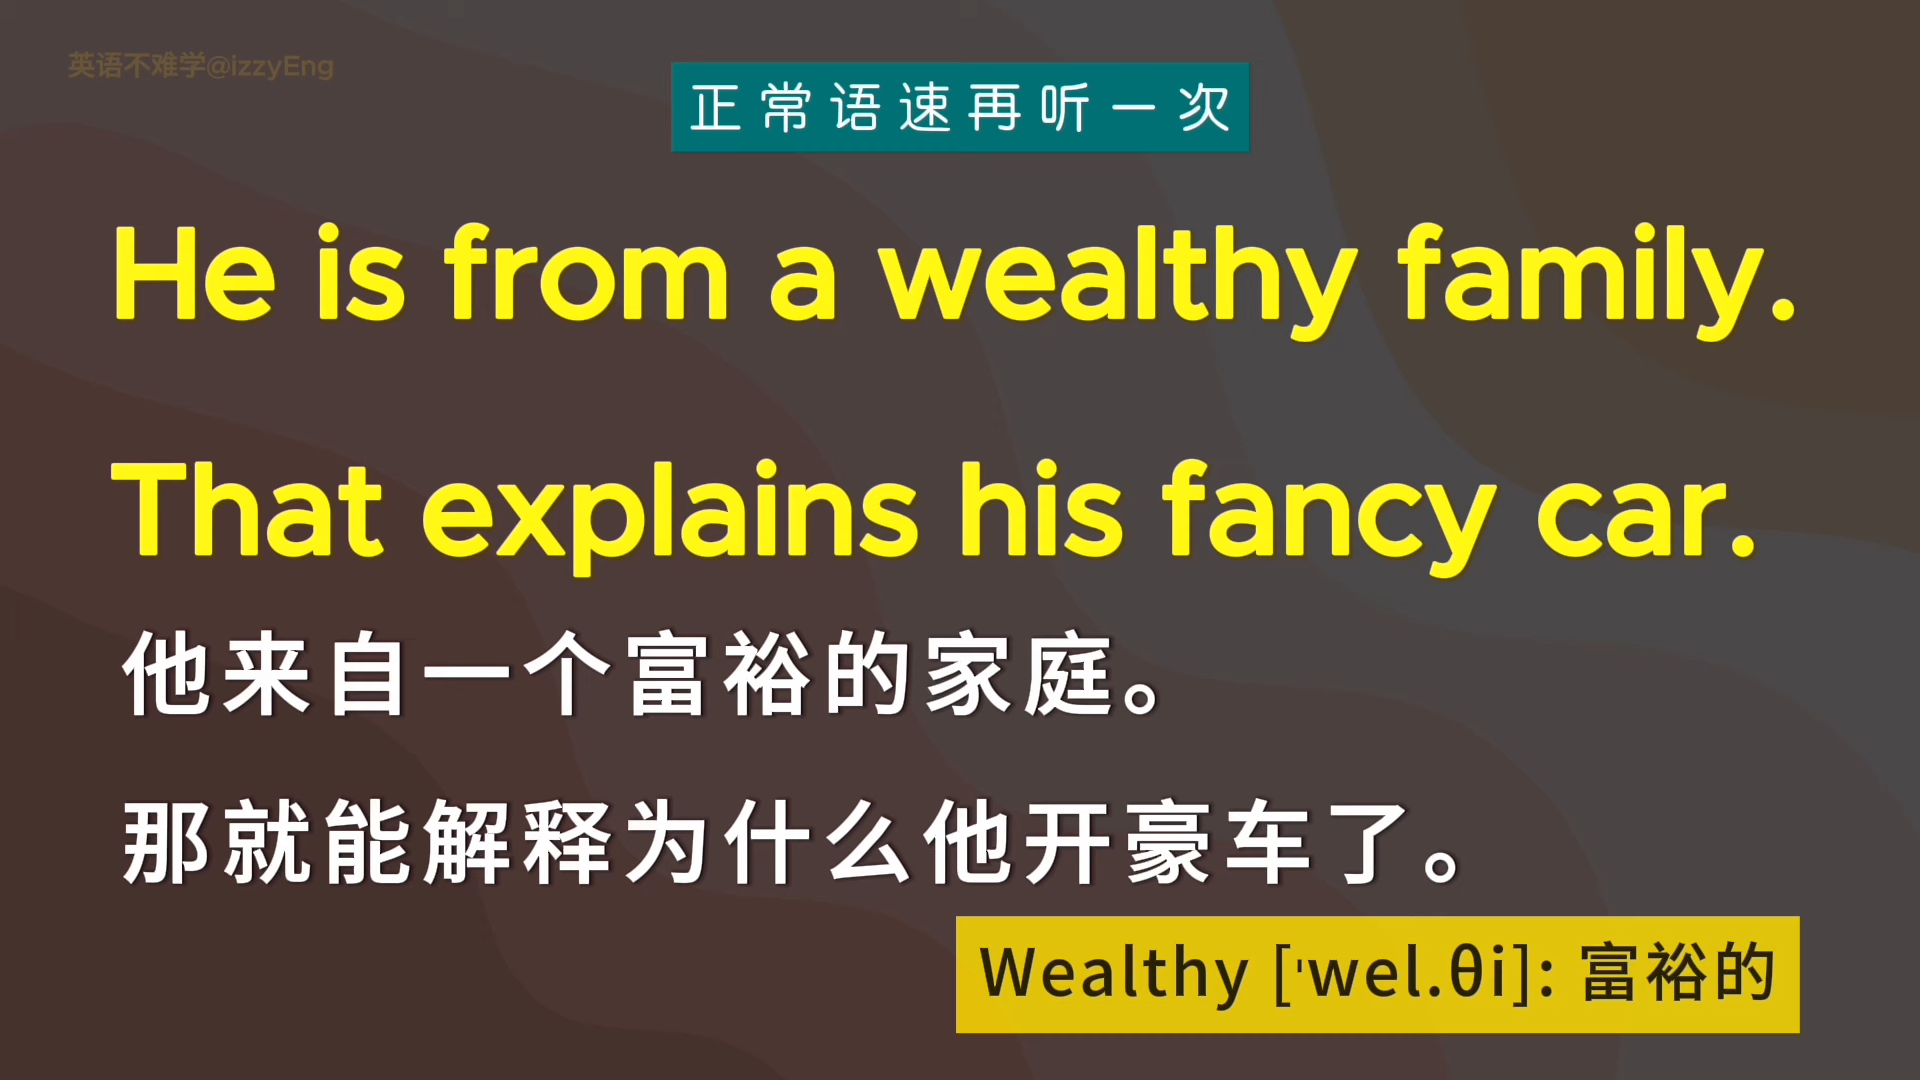 英语不难学@izzyEng
正常语速再听一次
He is from a wealthy family.
That explains his fancy car.
他来自一个富裕的家庭。
那就能解释为什么他开豪车了。
Wealthy [ˈwel.θi]: 富裕的